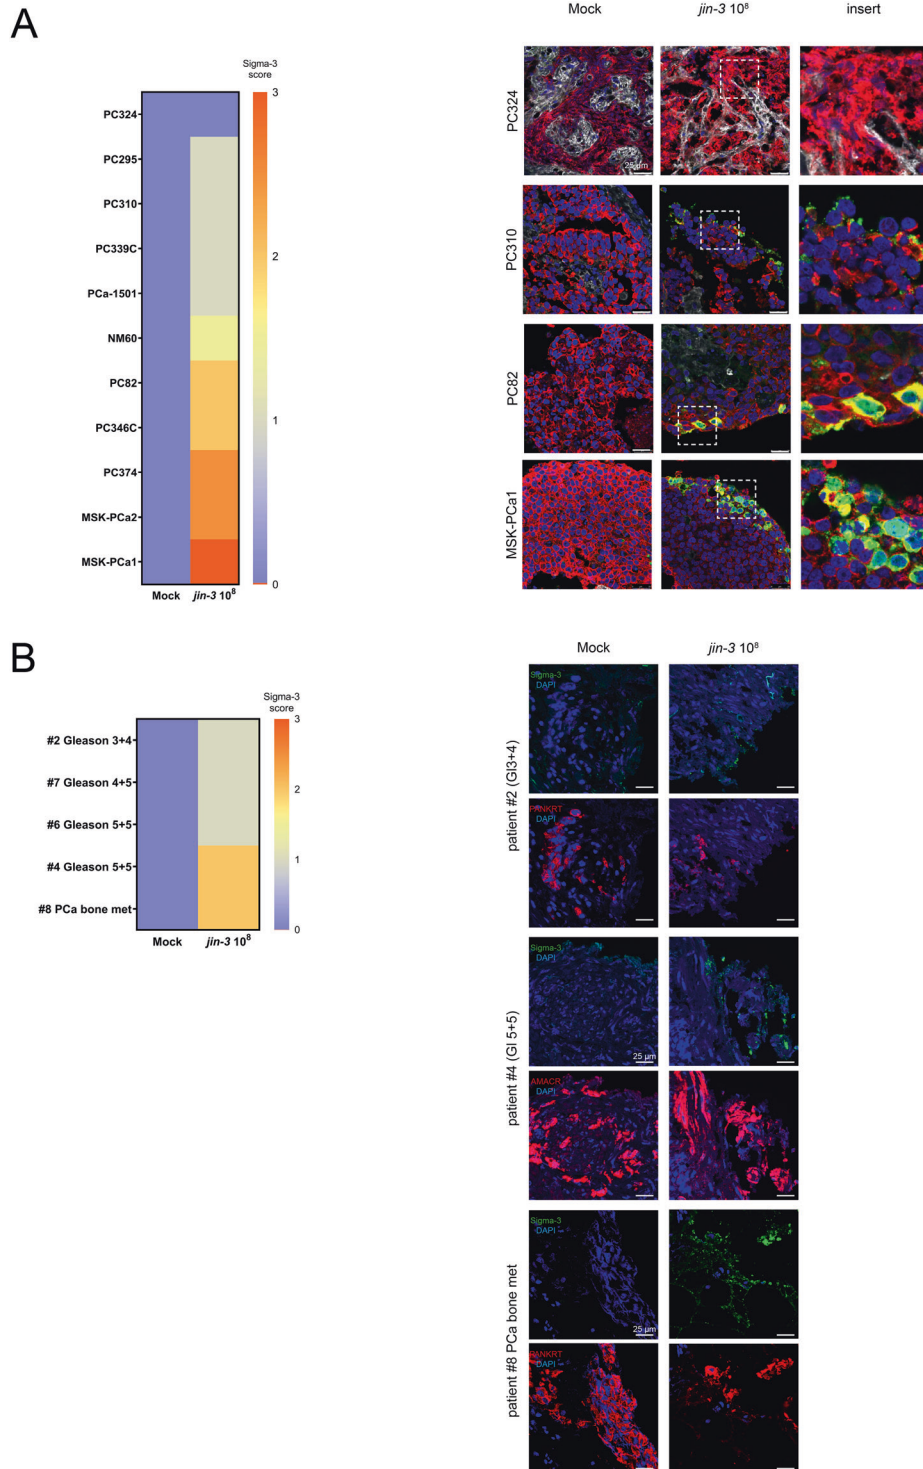 A
Sigma-3
score
3
2
1
0
PC324
PC295
PC310
PC339C
PCa-1501
NM60
PC82
PC346C
PC374
MSK-PCa2
MSK-PCa1
Mock
jin-3 10⁸
Mock
jin-3 10⁸
insert
PC324
25 μm
PC310
PC82
MSK-PCa1
B
Sigma-3
score
3
2
1
0
#2 Gleason 3+4
#7 Gleason 4+5
#6 Gleason 5+5
#4 Gleason 5+5
#8 PCa bone met
Mock
jin-3 10⁸
Mock
jin-3 10⁸
patient #2 (Gl3+4)
Sigma-3
DAPI
PANKRT
DAPI
patient #4 (Gl 5+5)
Sigma-3
DAPI
25 μm
AMACR
DAPI
patient #8 PCa bone met
Sigma-3
DAPI
25 μm
PANKRT
DAPI